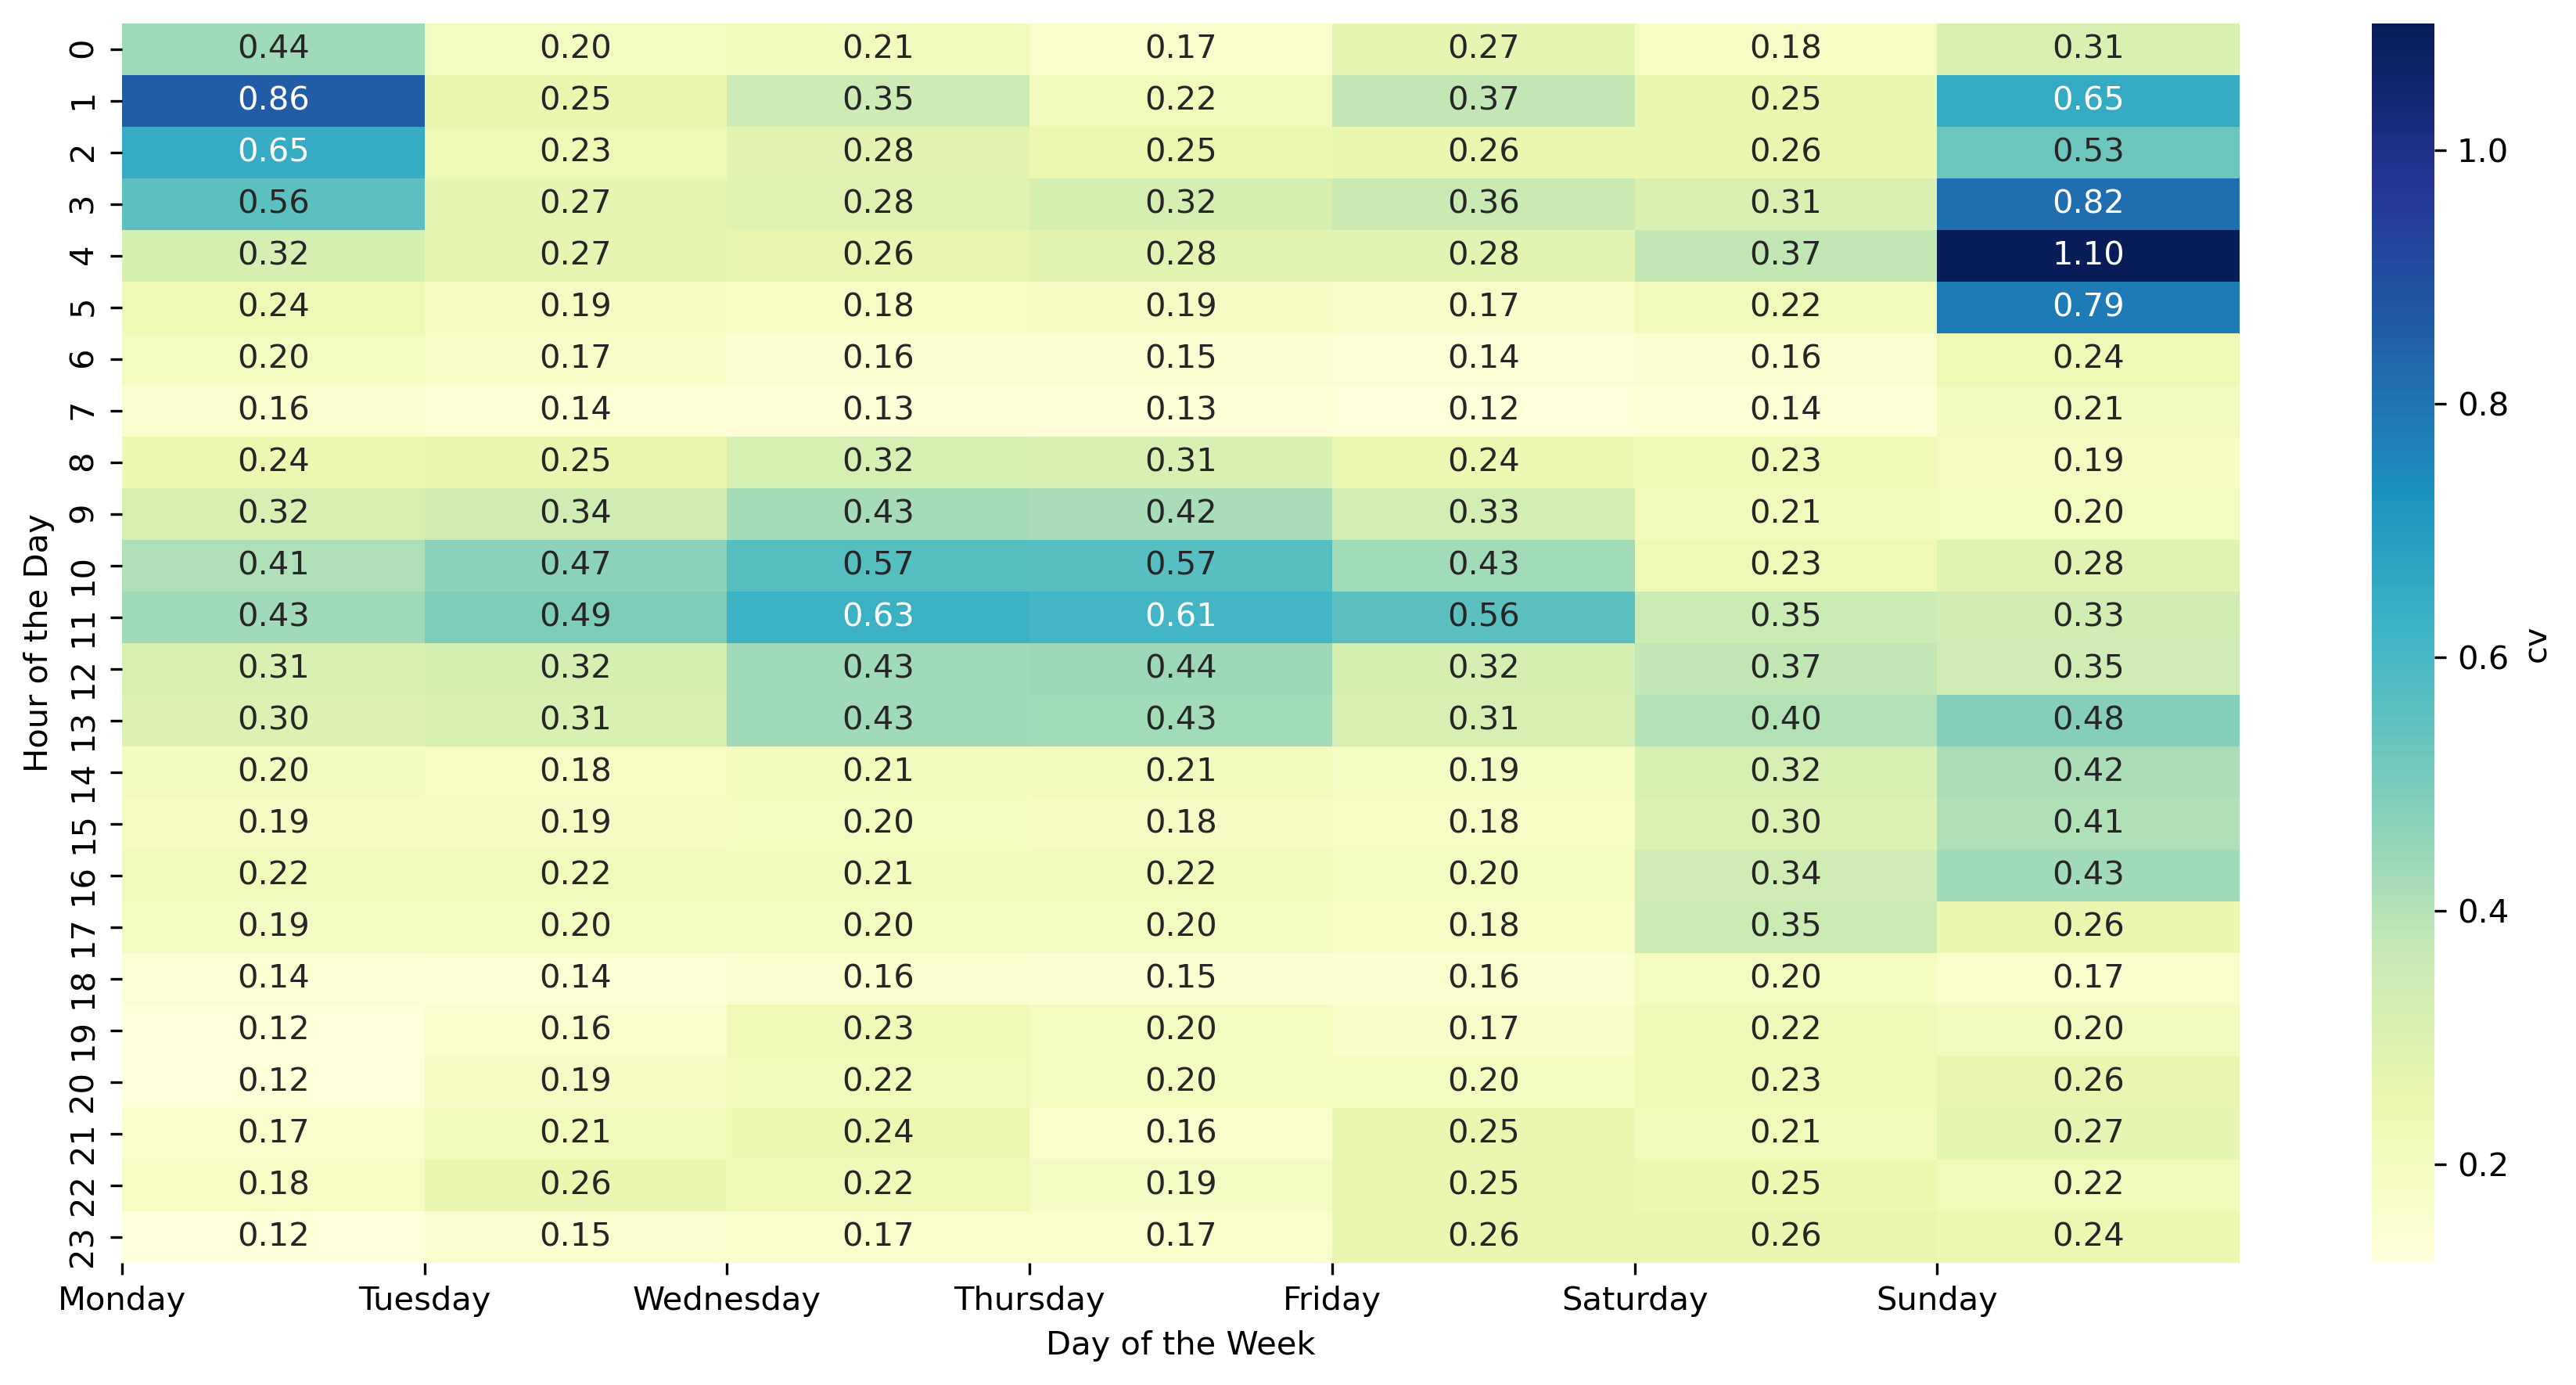 0 0.44 0.20 0.21 0.17 0.27 0.18 0.31
1 0.86 0.25 0.35 0.22 0.37 0.25 0.65
2 0.65 0.23 0.28 0.25 0.26 0.26 0.53
3 0.56 0.27 0.28 0.32 0.36 0.31 0.82
4 0.32 0.27 0.26 0.28 0.28 0.37 1.10
5 0.24 0.19 0.18 0.19 0.17 0.22 0.79
6 0.20 0.17 0.16 0.15 0.14 0.16 0.24
7 0.16 0.14 0.13 0.13 0.12 0.14 0.21
8 0.24 0.25 0.32 0.31 0.24 0.23 0.19
9 0.32 0.34 0.43 0.42 0.33 0.21 0.20
10 0.41 0.47 0.57 0.57 0.43 0.23 0.28
11 0.43 0.49 0.63 0.61 0.56 0.35 0.33
12 0.31 0.32 0.43 0.44 0.32 0.37 0.35
13 0.30 0.31 0.43 0.43 0.31 0.40 0.48
14 0.20 0.18 0.21 0.21 0.19 0.32 0.42
15 0.19 0.19 0.20 0.18 0.18 0.30 0.41
16 0.22 0.22 0.21 0.22 0.20 0.34 0.43
17 0.19 0.20 0.20 0.20 0.18 0.35 0.26
18 0.14 0.14 0.16 0.15 0.16 0.20 0.17
19 0.12 0.16 0.23 0.20 0.17 0.22 0.20
20 0.12 0.19 0.22 0.20 0.20 0.23 0.26
21 0.17 0.21 0.24 0.16 0.25 0.21 0.27
22 0.18 0.26 0.22 0.19 0.25 0.25 0.22
23 0.12 0.15 0.17 0.17 0.26 0.26 0.24
Monday Tuesday Wednesday Thursday Friday Saturday Sunday
Day of the Week
Hour of the Day
1.0
0.8
0.6
0.4
0.2
cv